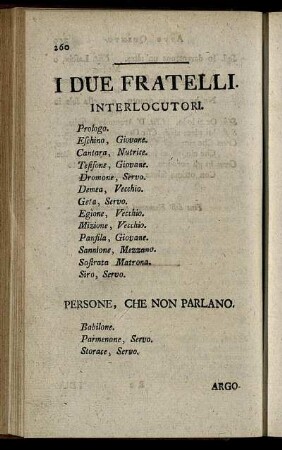 260
I DUE FRATELLI.
INTERLOCUTORI.
Prologo.
Eschino, Giovane.
Cantara, Nutrice.
Tesifone, Giovane.
Dromone, Servo.
Demea, Vecchio.
Geta, Servo.
Egione, Vecchio.
Mizione, Vecchio.
Panfila, Giovane.
Sannione, Mezzano.
Sostrata Matrona.
Siro, Servo.
PERSONE, CHE NON PARLANO.
Babilone.
Parmenone, Servo.
Storace, Servo.
ARGO-